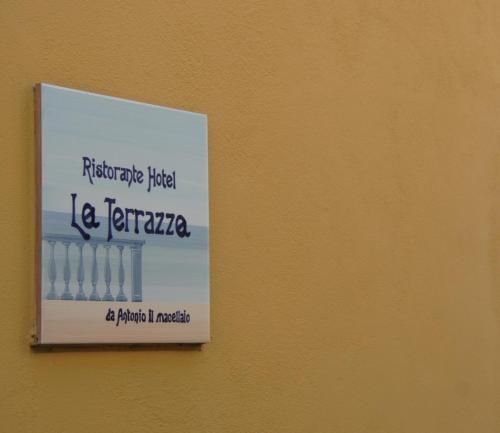 Ristorante Hotel
La Terrazza
da Antonio Il macellaio